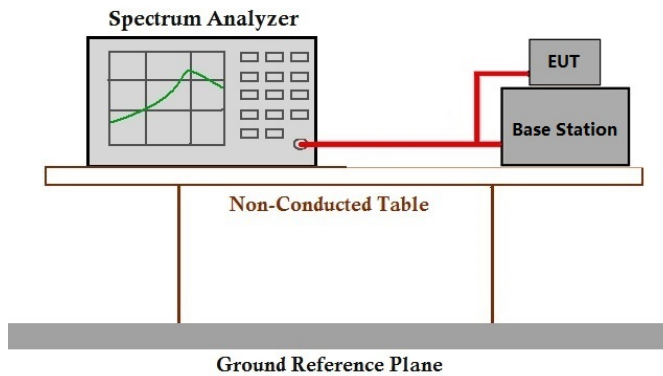 Spectrum Analyzer
EUT
Base Station
Non-Conducted Table
Ground Reference Plane